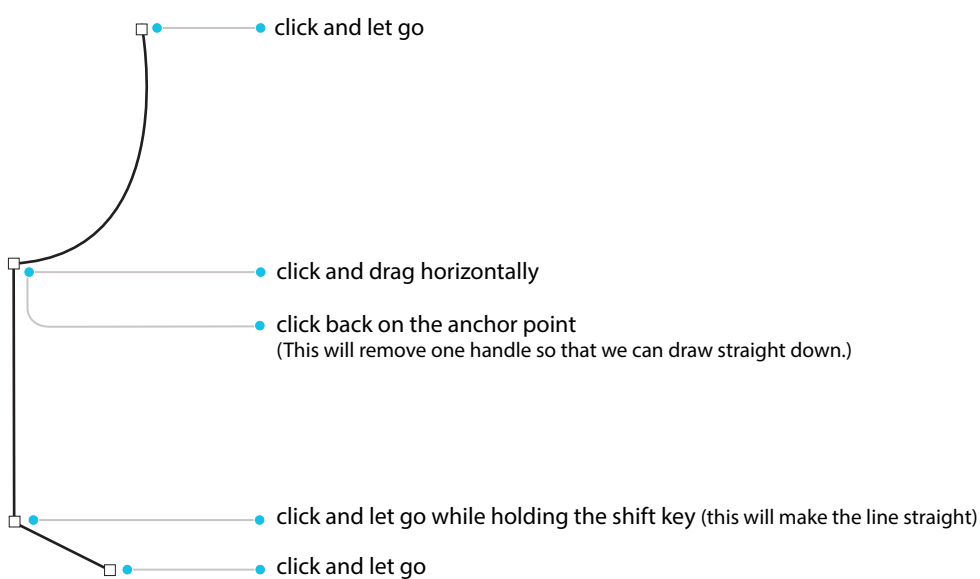 click and let go
click and drag horizontally
click back on the anchor point
(This will remove one handle so that we can draw straight down.)
click and let go while holding the shift key (this will make the line straight)
click and let go